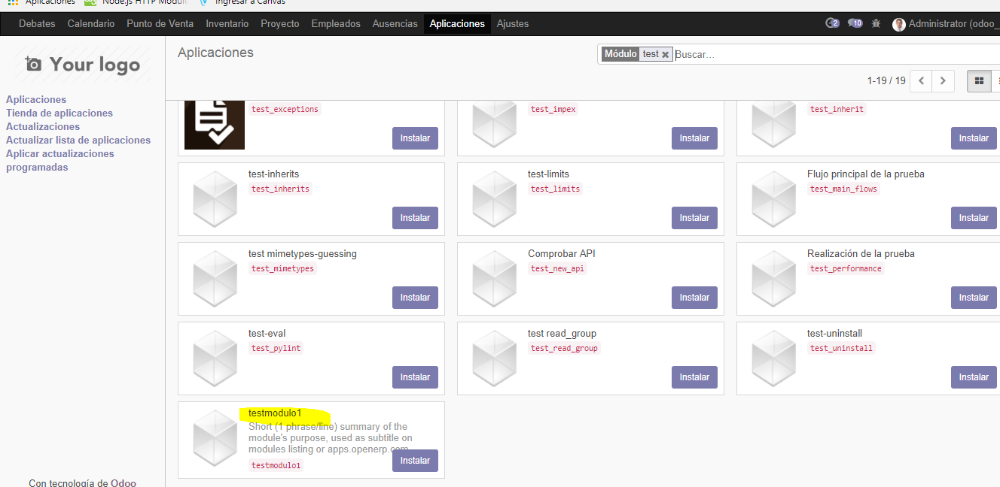 Aplicaciones Node.js HTTP Module Ingresar a Canvas
Debates Calendario Punto de Venta Inventario Proyecto Empleados Ausencias Aplicaciones Ajustes 2 10 Administrator (odoo_
Your logo
Aplicaciones
Tienda de aplicaciones
Actualizaciones
Actualizar lista de aplicaciones
Aplicar actualizaciones
programadas
Con tecnología de Odoo
Aplicaciones
Módulo test Buscar...
1-19 / 19
test_exceptions
Instalar
test_impex
Instalar
test_inherit
Instalar
test-inherits
test_inherits
Instalar
test-limits
test_limits
Instalar
Flujo principal de la prueba
test_main_flows
Instalar
test mimetypes-guessing
test_mimetypes
Instalar
Comprobar API
test_new_api
Instalar
Realización de la prueba
test_performance
Instalar
test-eval
test_pylint
Instalar
test read_group
test_read_group
Instalar
test-uninstall
test_uninstall
Instalar
testmodulo1
Short (1 phrase/line) summary of the
module's purpose, used as subtitle on
modules listing or apps.openerp.com
testmodulo1
Instalar